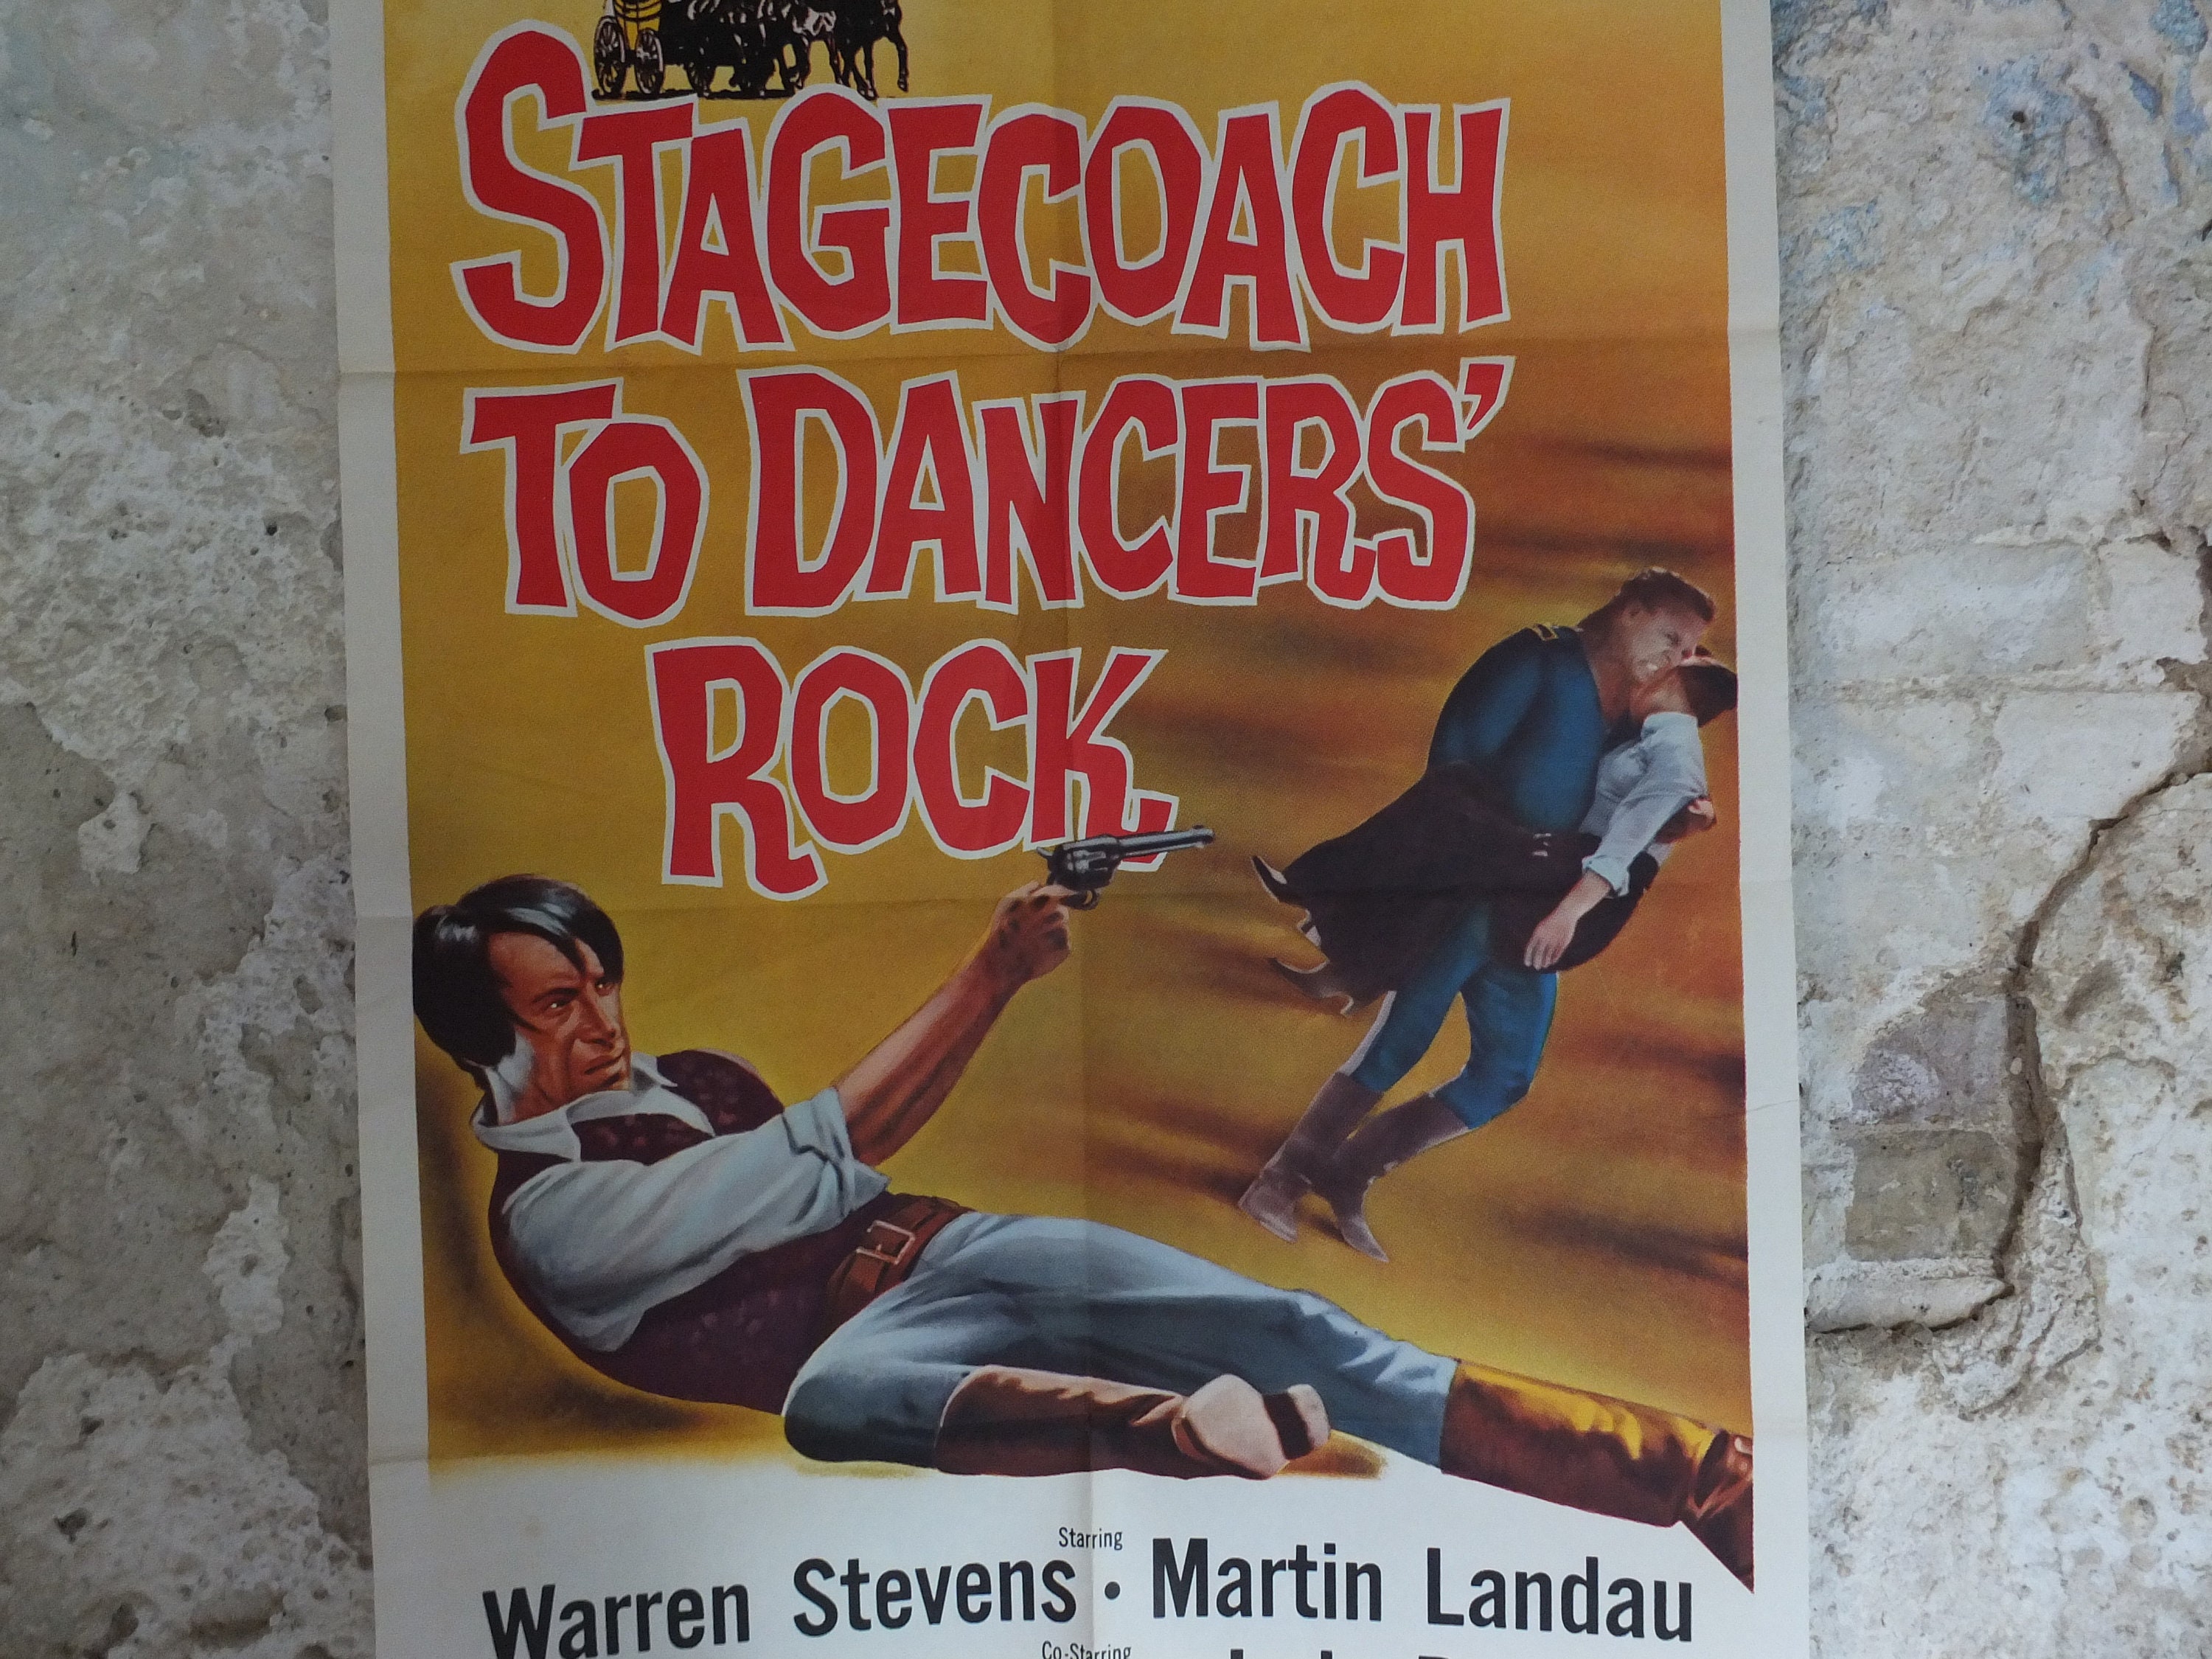 STAGECOACH
TO DANCERS'
ROCK
Starring
Warren Stevens • Martin Landau
Co-Starring